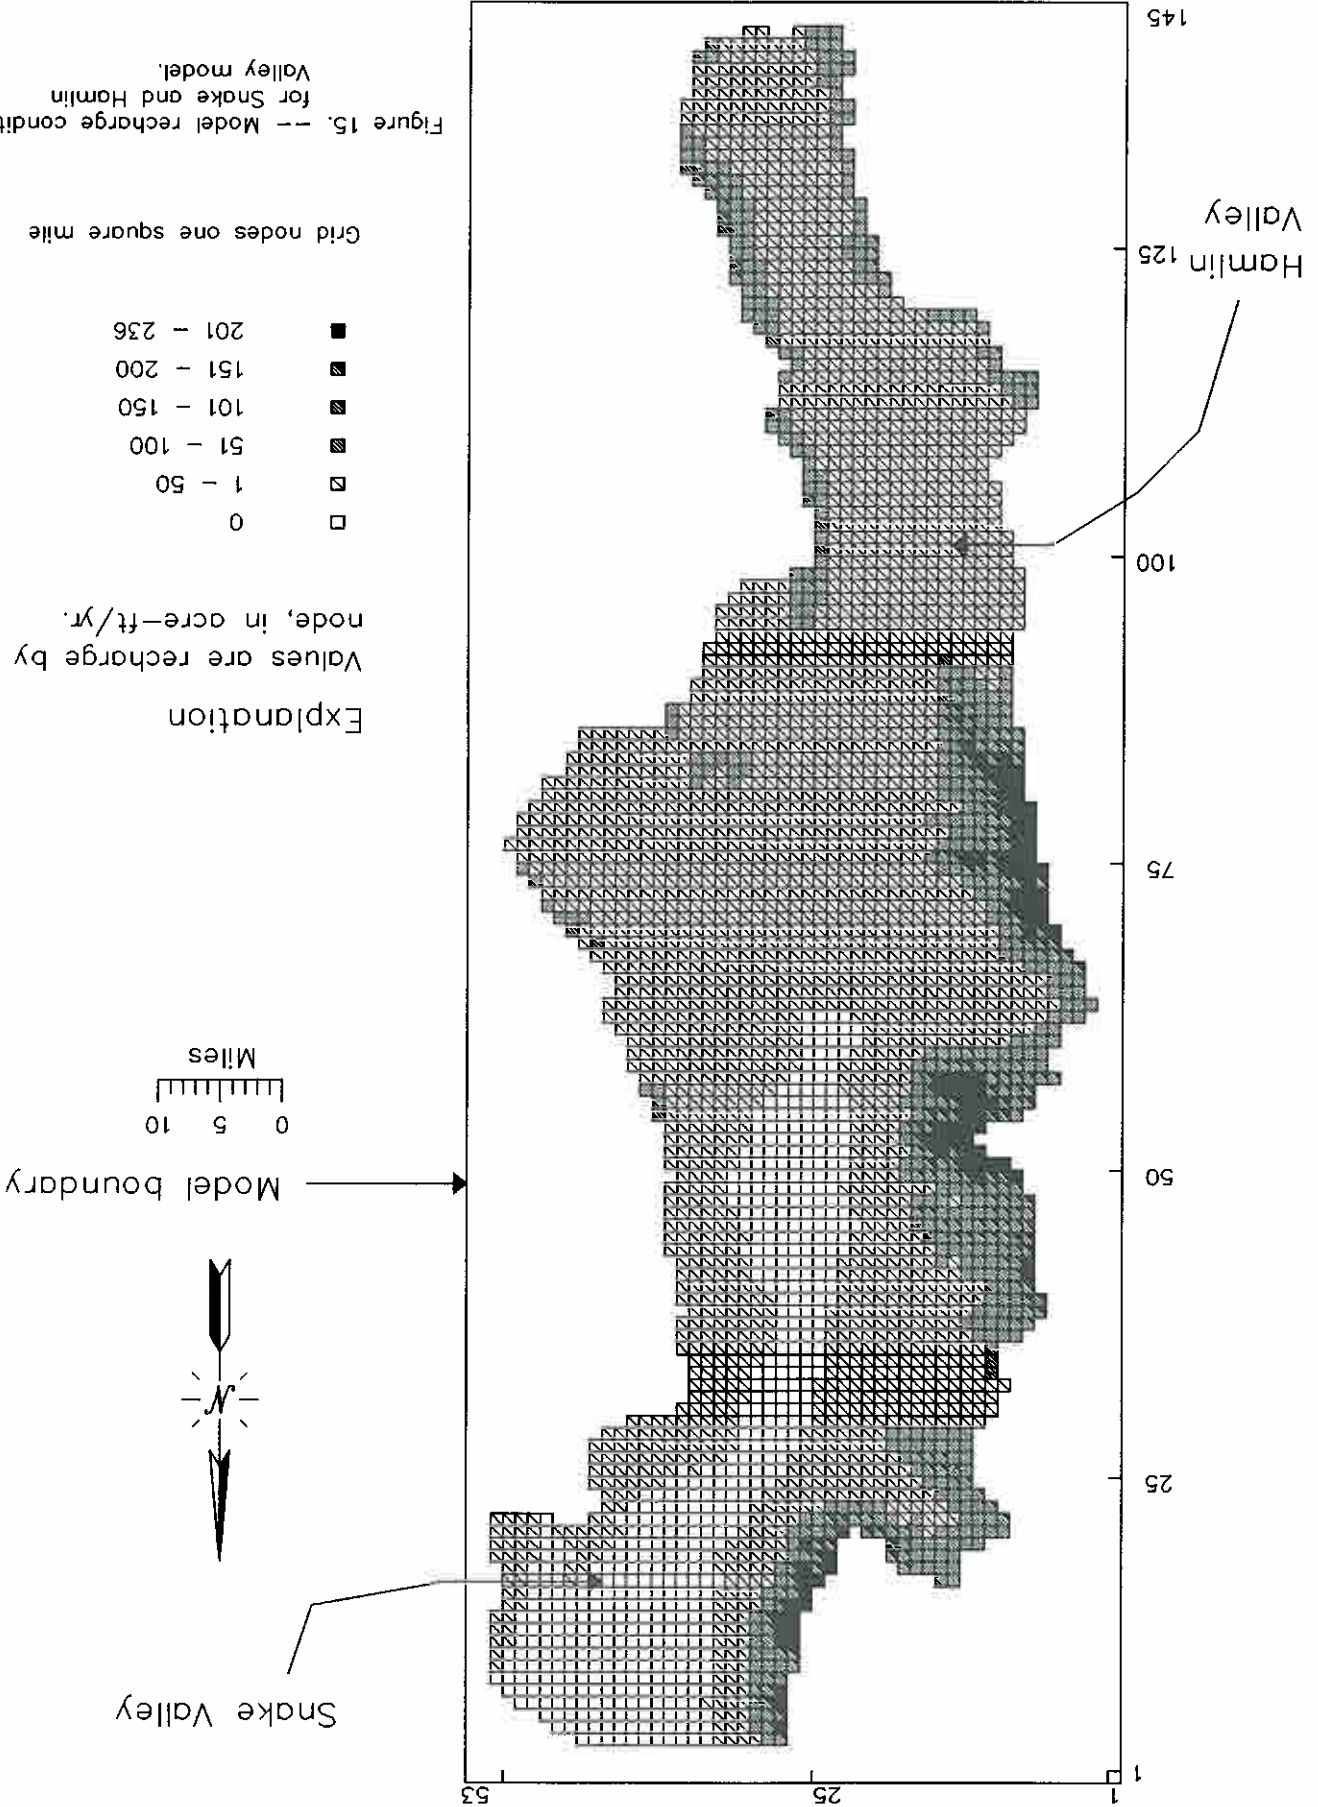 1
25
53
Snake Valley
N
Model boundary
0 5 10
Miles
Explanation
Values are recharge by
node, in acre-ft/yr.
0
1 - 50
51 - 100
101 - 150
151 - 200
201 - 236
Grid nodes one square mile
Figure 15. -- Model recharge condit
for Snake and Hamlin
Valley model.
25
50
75
100
125
145
Hamlin
Valley